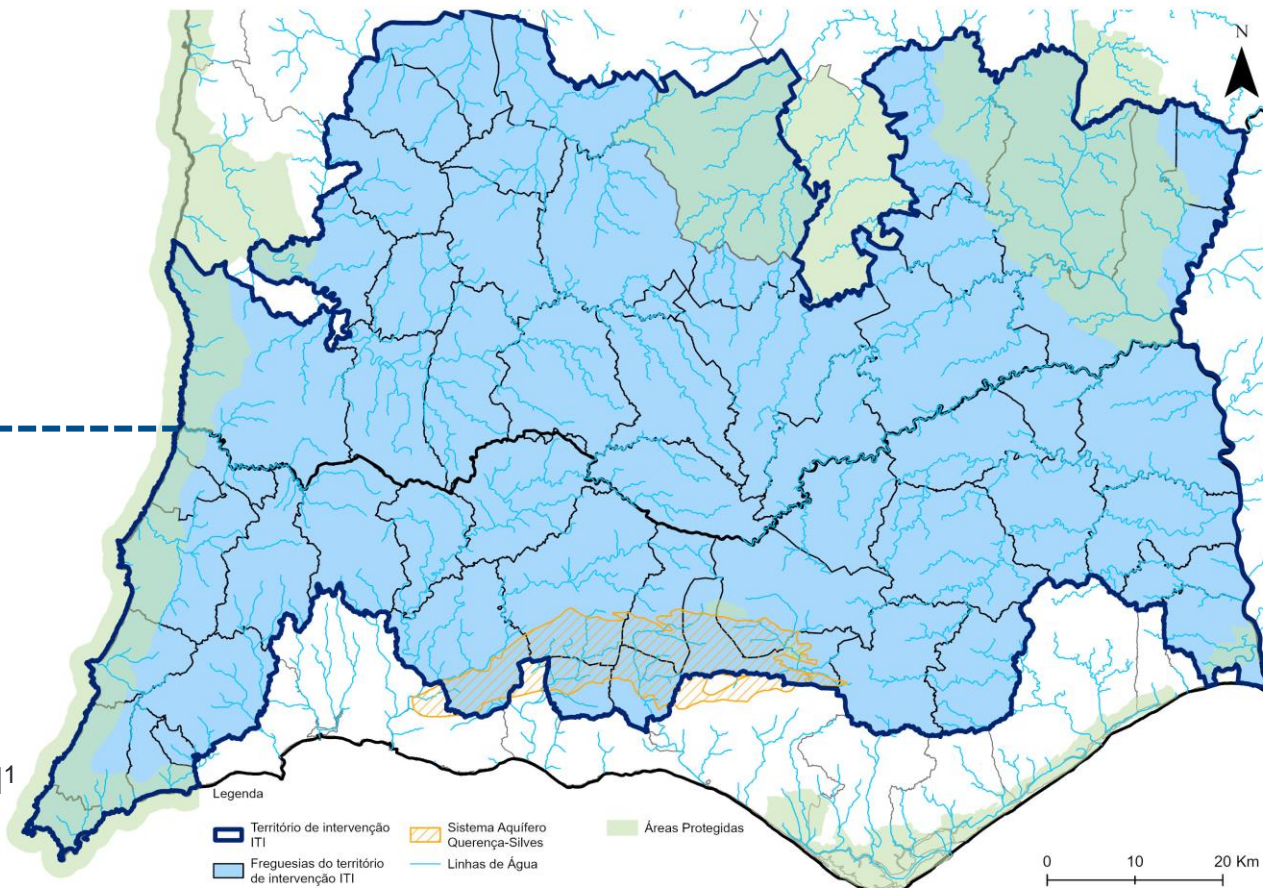 N
]¹
Legenda
Território de intervenção
ITI
Freguesias do território
de intervenção ITI
Sistema Aquífero
Querença-Silves
Linhas de Água
Áreas Protegidas
0 10 20 Km